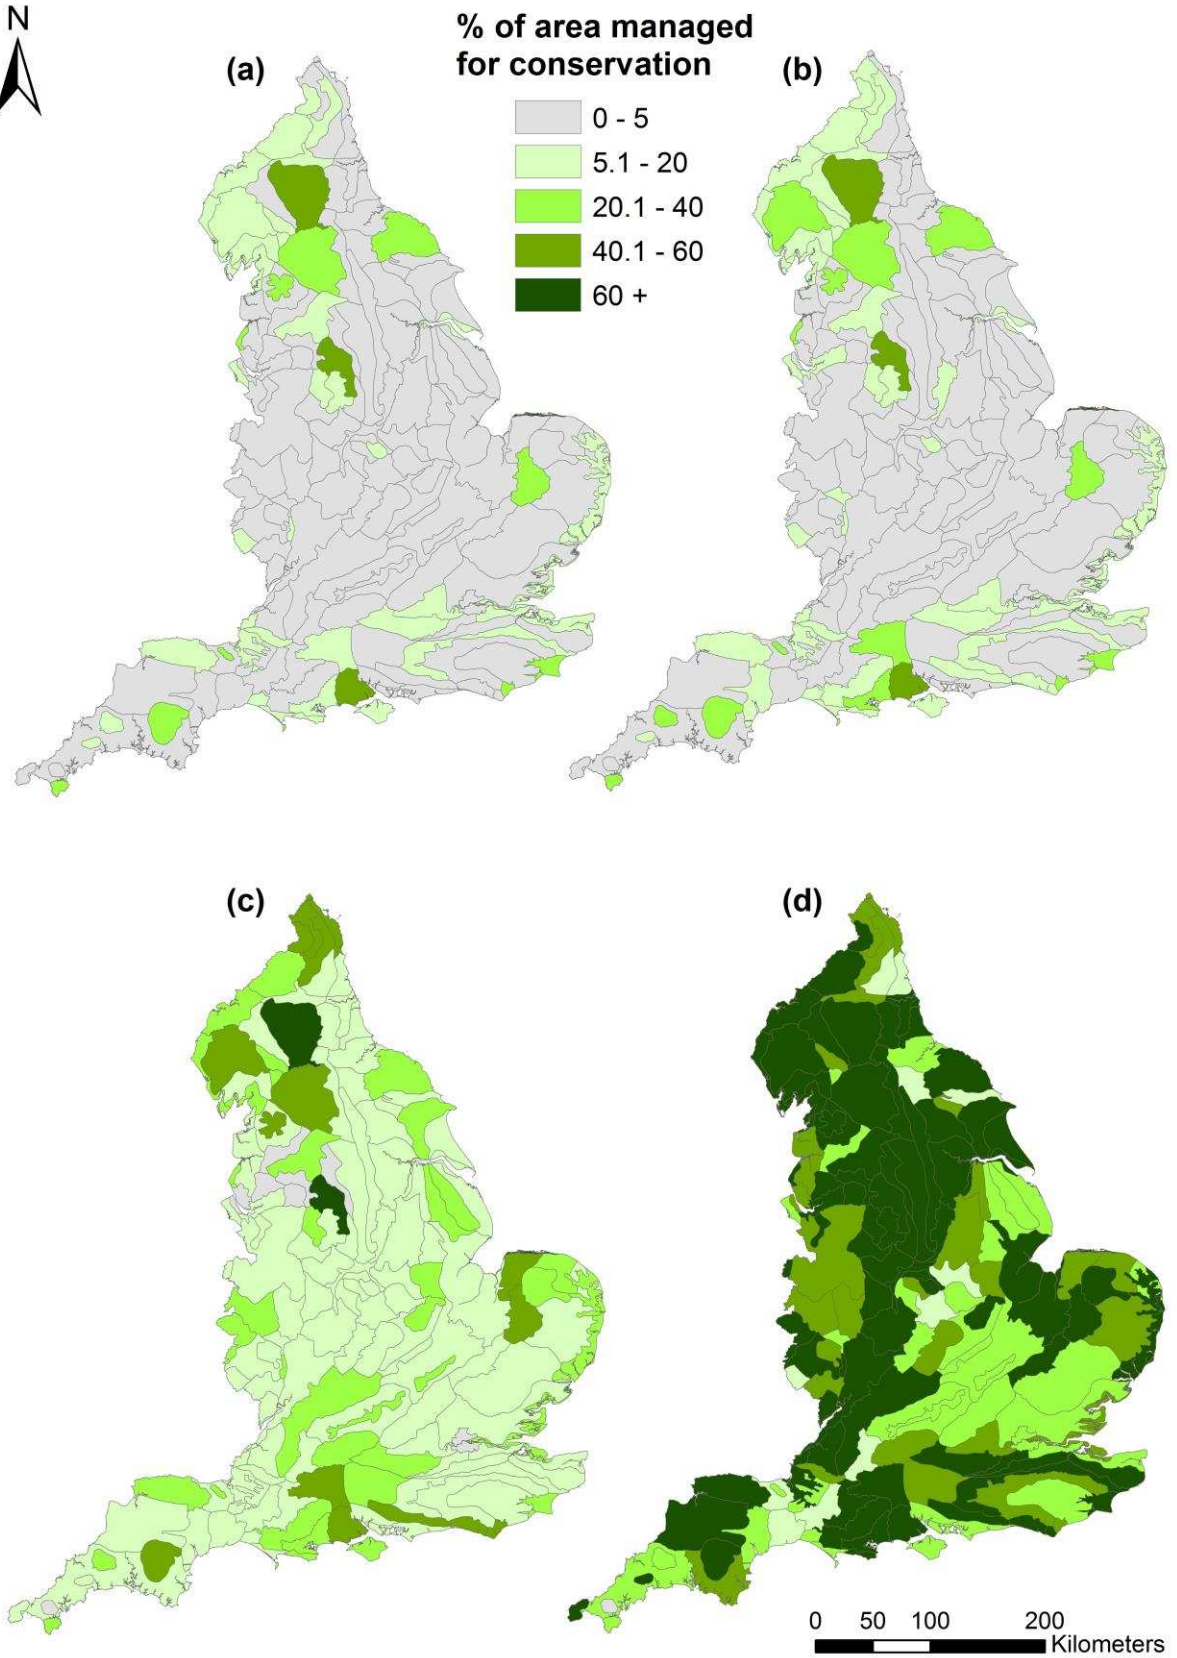 N
% of area managed
for conservation
(a)
(b)
0 - 5
5.1 - 20
20.1 - 40
40.1 - 60
60 +
(c)
(d)
0 50 100 200
Kilometers